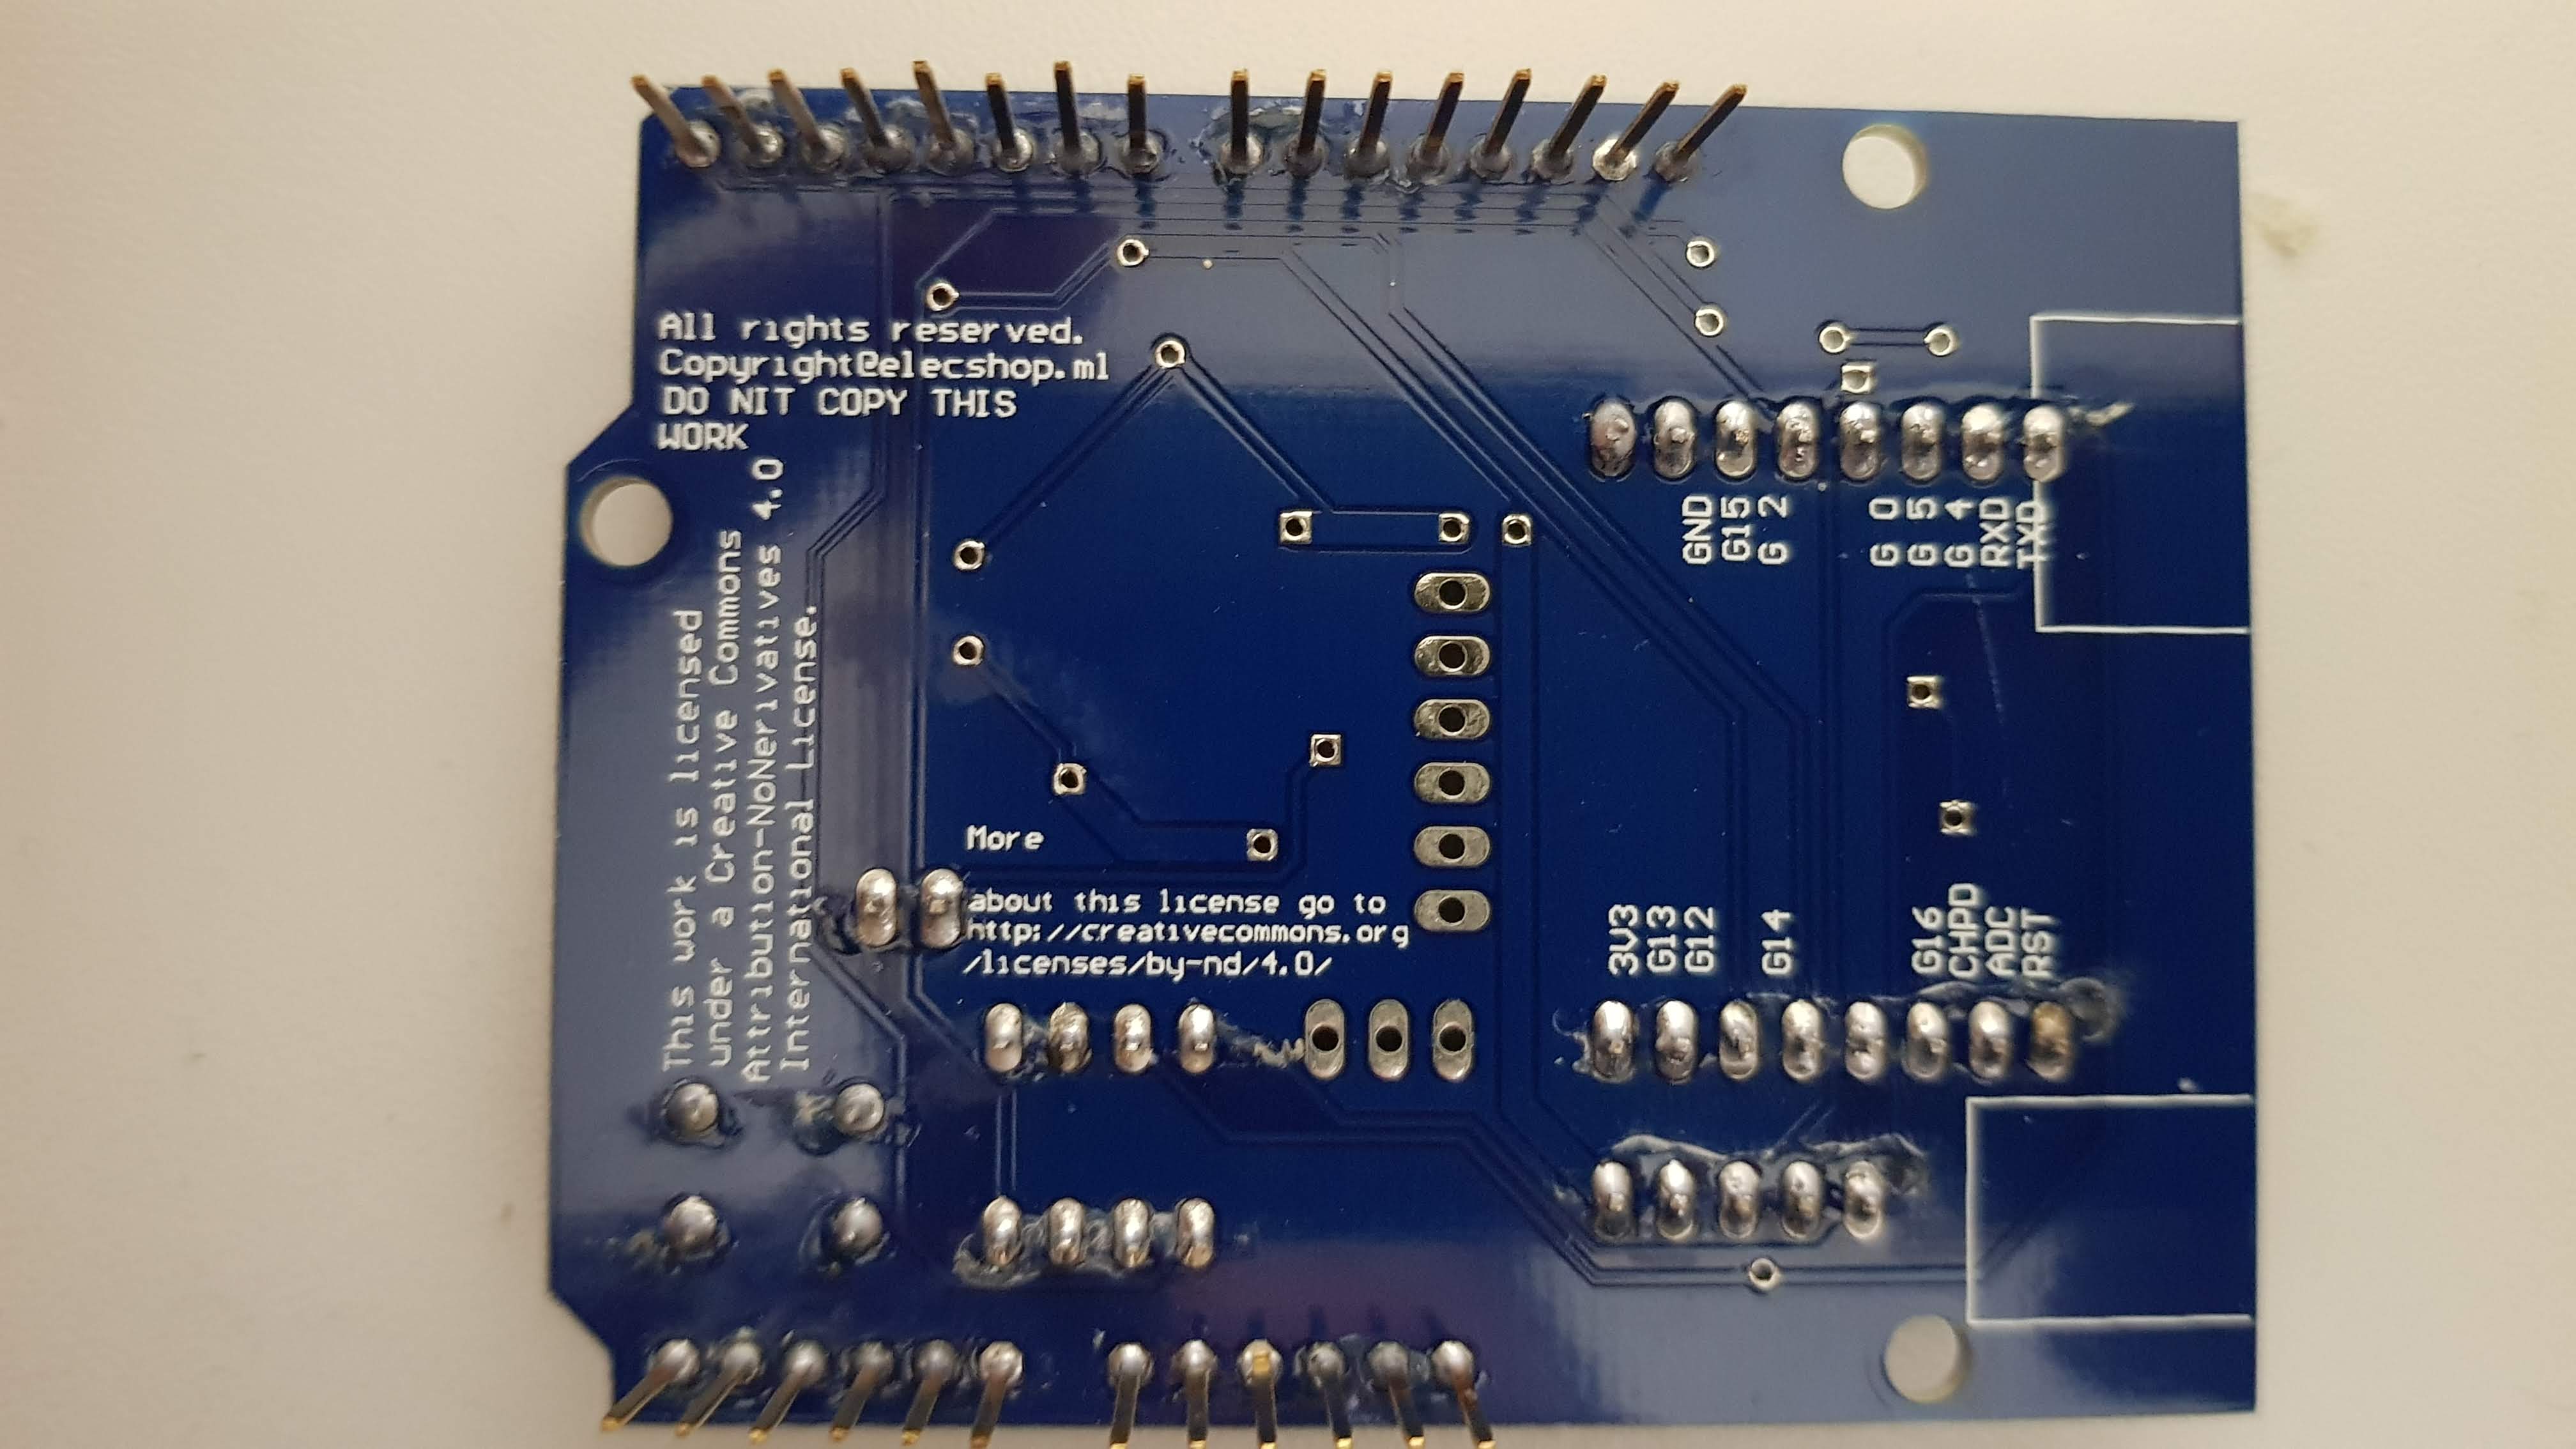 This work is licensed
under a Creative Commons
Attribution-NoNerivatives 4.0
International License.
All rights reserved.
Copyright@elecshop.ml
DO NIT COPY THIS
WORK
More
about this license go to
http://creativecommons.org
/licenses/by-nd/4.0/
3V3
G13
G12
G14
G16
CHPD
ADC
RST
GND
G15
G 2
G 0
G 5
G 4
RXD
TXD